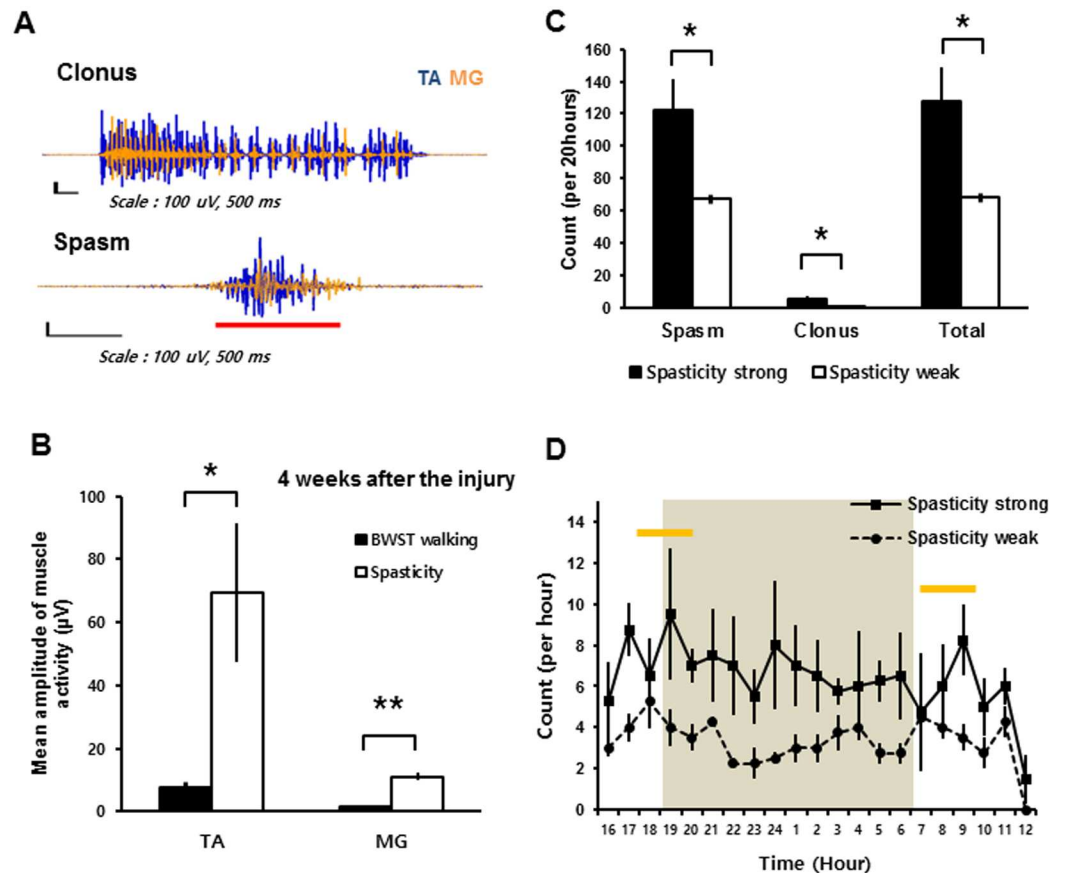 A
Clonus
TA MG
Scale : 100 uV, 500 ms
Spasm
Scale : 100 uV, 500 ms
B
4 weeks after the injury
*
**
BWST walking
Spasticity
Mean amplitude of muscle
activity (µV)
100
80
60
40
20
0
TA MG
C
* * *
Count (per 20hours)
160
140
120
100
80
60
40
20
0
Spasm Clonus Total
Spasticity strong Spasticity weak
D
Spasticity strong
Spasticity weak
Count (per hour)
14
12
10
8
6
4
2
0
16 17 18 19 20 21 22 23 24 1 2 3 4 5 6 7 8 9 10 11 12
Time (Hour)